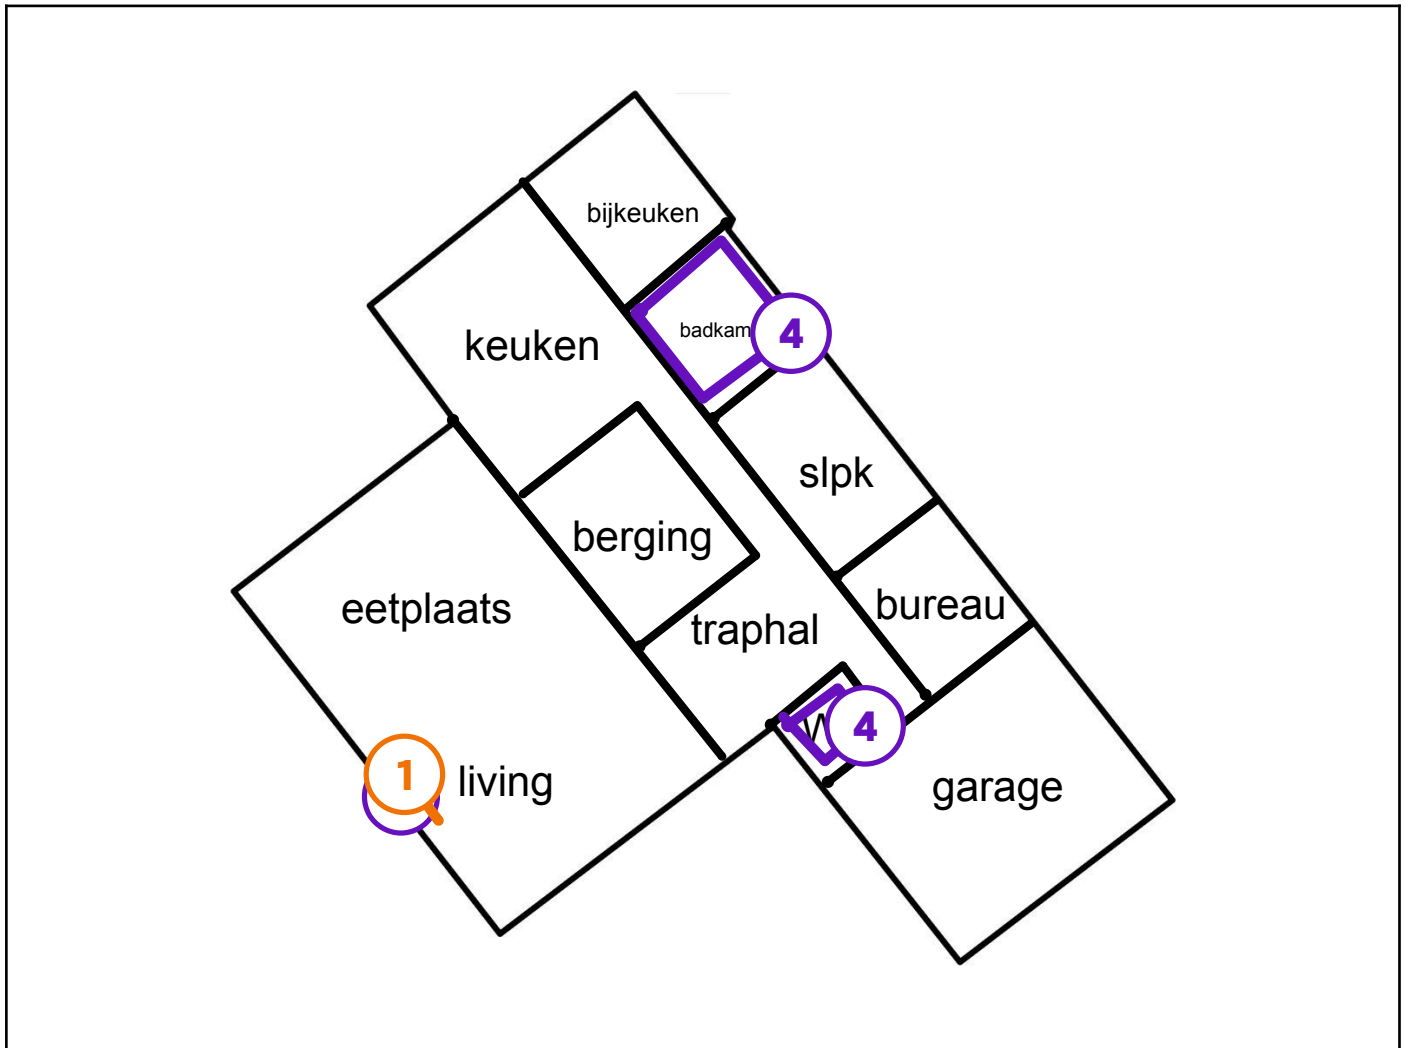 bijkeuken
badkam
4
keuken
slpk
berging
bureau
eetplaats
traphal
4
1
living
garage